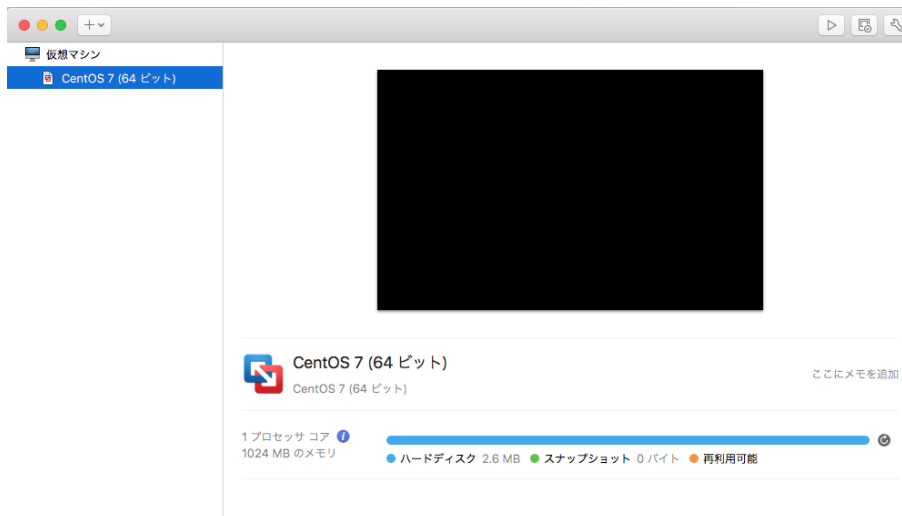 仮想マシン
CentOS 7 (64 ビット)
CentOS 7 (64 ビット)
CentOS 7 (64 ビット)
ここにメモを追加
1 プロセッサ コア
1024 MB のメモリ
ハードディスク 2.6 MB スナップショット 0 バイト 再利用可能